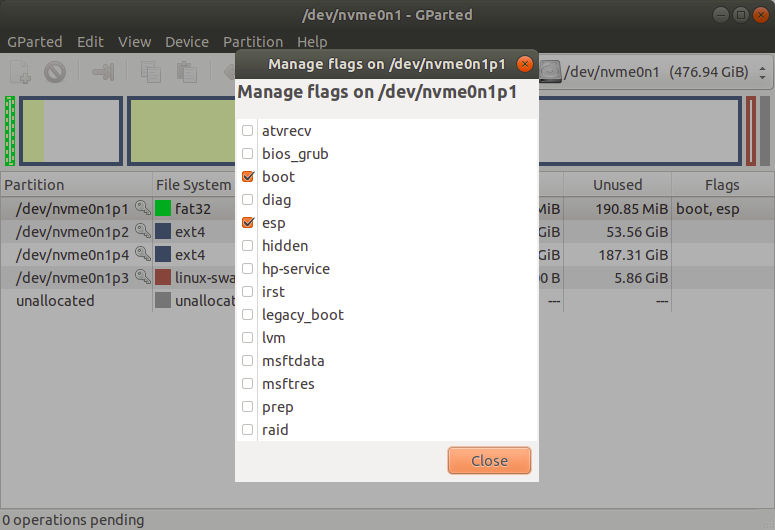 /dev/nvme0n1 - GParted
GParted Edit View Device Partition Help
Manage flags on /dev/nvme0n1p1
/dev/nvme0n1 (476.94 GiB)
Manage flags on /dev/nvme0n1p1
atvrecv
bios_grub
boot
diag
esp
hidden
hp-service
irst
legacy_boot
lvm
msftdata
msftres
prep
raid
Close
Partition File System Unused Flags
/dev/nvme0n1p1 fat32 MiB 190.85 MiB boot, esp
/dev/nvme0n1p2 ext4 GiB 53.56 GiB
/dev/nvme0n1p4 ext4 GiB 187.31 GiB
/dev/nvme0n1p3 linux-swa 0 B 5.86 GiB
unallocated unallocat --- ---
0 operations pending